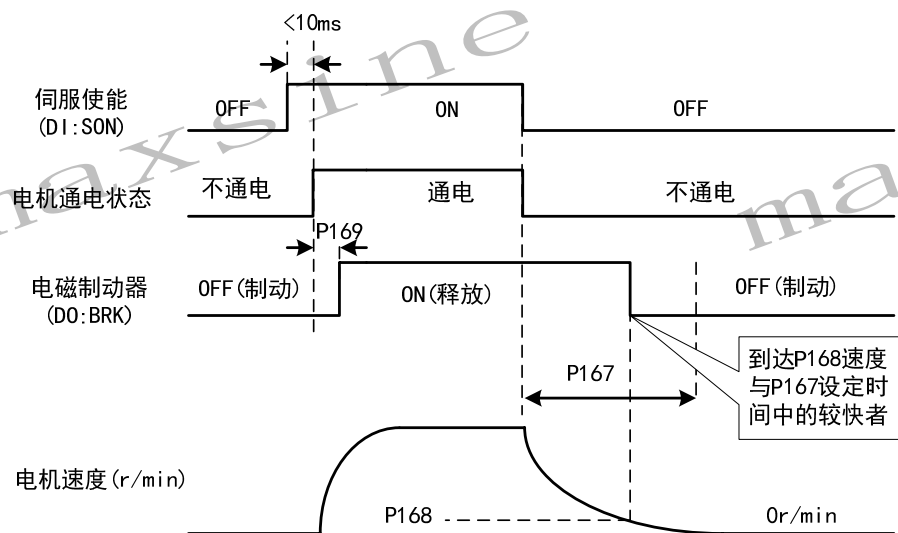 <10ms
伺服使能
(DI:SON)
OFF
ON
OFF
电机通电状态
不通电
通电
不通电
P169
电磁制动器
(DO:BRK)
OFF(制动)
ON(释放)
OFF(制动)
P167
到达P168速度
与P167设定时
间中的较快者
电机速度(r/min)
P168
0r/min
maxsine
ma